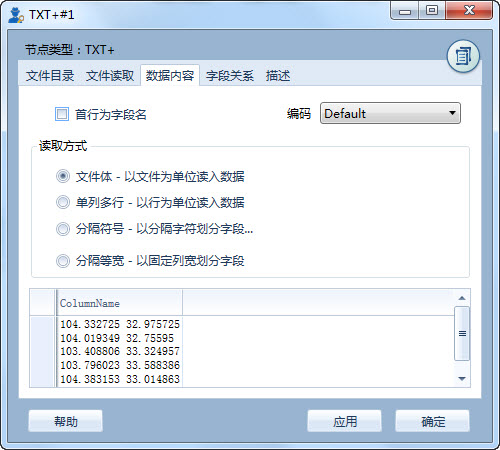 TXT+#1
节点类型：TXT+
文件目录 文件读取 数据内容 字段关系 描述
首行为字段名 编码 Default
读取方式
文件体 - 以文件为单位读入数据
单列多行 - 以行为单位读入数据
分隔符号 - 以分隔字符划分字段...
分隔等宽 - 以固定列宽划分字段
ColumnName
104.332725 32.975725
104.019349 32.75595
103.408806 33.324957
103.796023 33.588386
104.383153 33.014863
帮助 应用 确定